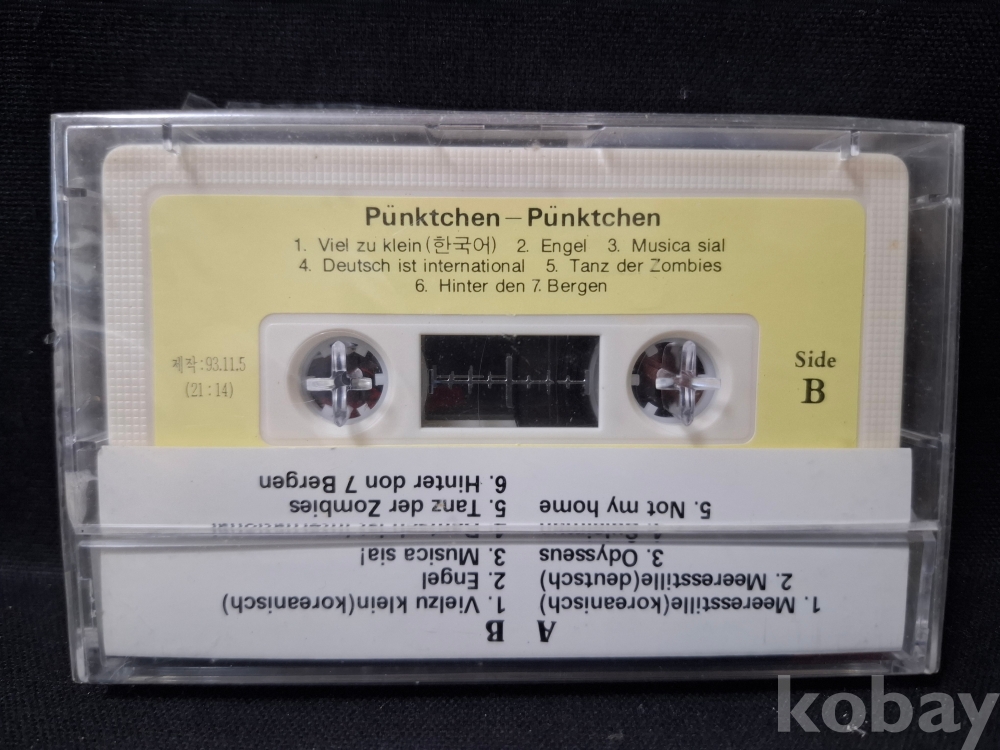 Pünktchen – Pünktchen
1. Viel zu klein(한국어) 2. Engel 3. Musica sial
4. Deutsch ist international 5. Tanz der Zombies
6. Hinter den 7. Bergen
제작:93.11.5
(21:14)
Side
B
A
1. Meeresstille(koreanisch)
2. Meeresstille(deutsch)
3. Odysseus
5. Not my home
B
1. Vielzu klein(koreanisch)
2. Engel
3. Musica sia!
5. Tanz der Zombies
6. Hinter don 7 Bergen
kobay